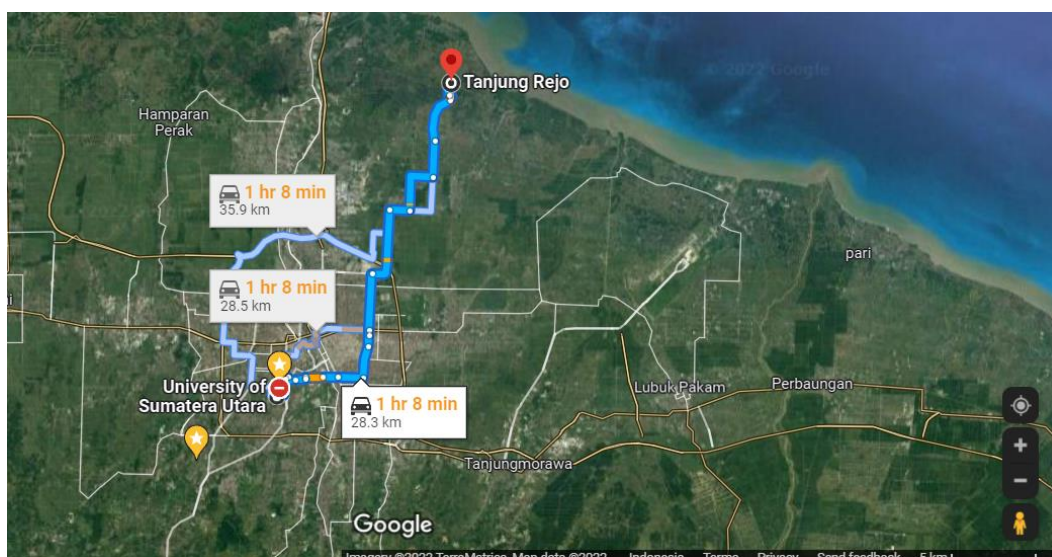 © 2022 Google
Tanjung Rejo
Hamparan
Perak
1 hr 8 min
35.9 km
pari
1 hr 8 min
28.5 km
University of
Sumatera Utara
1 hr 8 min
28.3 km
Lubuk Pakam
Perbaungan
Tanjungmorawa
Google
Imagery ©2022 TerraMetrics, Map data ©2022 Indonesia Terms Privacy Send feedback 5 km